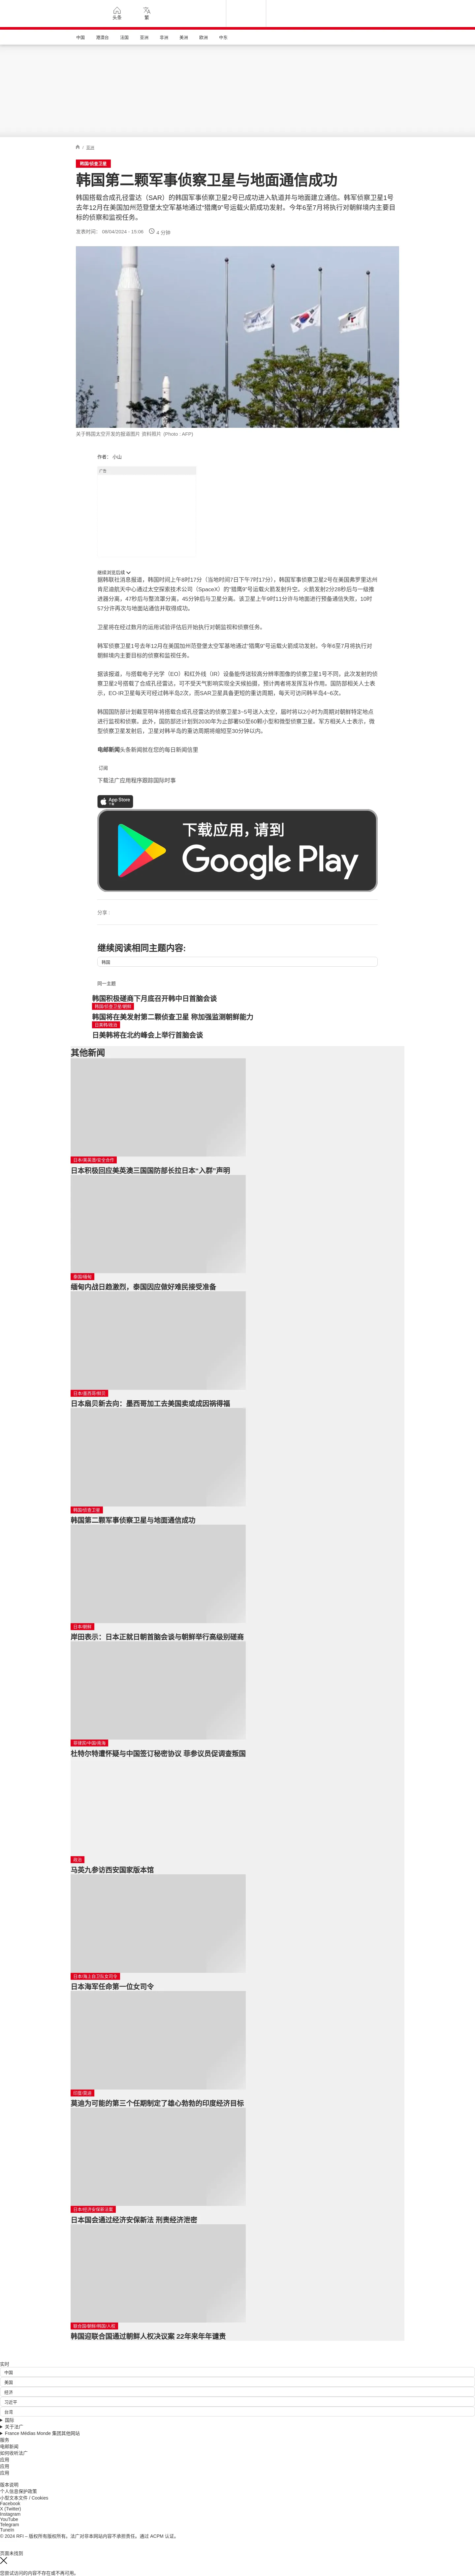 头条
繁
中国
港澳台
法国
亚洲
非洲
美洲
欧洲
中东
亚洲
韩国/侦查卫星
韩国第二颗军事侦察卫星与地面通信成功
韩国搭载合成孔径雷达（SAR）的韩国军事侦察卫星2号已成功进入轨道并与地面建立通信。韩军侦察卫星1号
去年12月在美国加州范登堡太空军基地通过“猎鹰9”号运载火箭成功发射，今年6至7月将执行对朝鲜境内主要目
标的侦察和监视任务。
发表时间： 08/04/2024 - 15:08
4 分钟
关于韩国太空开发的报道图片 资料照片 (Photo : AFP)
作者： 小山
广告
继续浏览后续
据韩联社消息报道，韩国时间上午8时17分（当地时间7日下午7时17分），韩国军事侦察卫星2号在美国弗罗里达州
肯尼迪航天中心通过太空探索技术公司（SpaceX）的“猎鹰9”号运载火箭发射升空，火箭发射2分28秒后与一级推
进器分离，47秒后与整流罩分离，45分钟后与卫星分离。该卫星上午9时11分许与地面进行预备通信失败，10时
57分许再次与地面站通信并取得成功。
卫星将在经过数月的运用试验评估后开始执行对朝监视和侦察任务。
韩军侦察卫星1号去年12月在美国加州范登堡太空军基地通过“猎鹰9”号运载火箭成功发射，今年6至7月将执行对
朝鲜境内主要目标的侦察和监视任务。
据该报道，与搭载电子光学（EO）和红外线（IR）设备能传送较高分辨率图像的侦察卫星1号不同，此次发射的侦
察卫星2号搭载了合成孔径雷达，可不受天气影响实现全天候拍摄，预计两者将发挥互补作用。国防部相关人士表
示，EO·IR卫星每天可经过韩半岛2次，而SAR卫星具备更短的重访周期，每天可访问韩半岛4~6次。
韩国国防部计划截至明年将搭载合成孔径雷达的侦察卫星3~5号送入太空，届时将以2小时为周期对朝鲜特定地点
进行监视和侦察。此外，国防部还计划到2030年为止部署50至60颗小型和微型侦察卫星。军方相关人士表示，微
型侦察卫星发射后，卫星对韩半岛的重访周期将缩短至30分钟以内。
电邮新闻头条新闻就在您的每日新闻信里
订阅
下载法广应用程序跟踪国际时事
App Store
下载应用，请到
Google Play
分享 :
继续阅读相同主题内容:
韩国
同一主题
韩国积极磋商下月底召开韩中日首脑会谈
韩国/侦查卫星/朝鲜
韩国将在美发射第二颗侦查卫星 称加强监测朝鲜能力
日美韩/政治
日美韩将在北约峰会上举行首脑会谈
其他新闻
日本/美英澳/安全合作
日本积极回应美英澳三国国防部长拉日本“入群”声明
泰国/缅甸
缅甸内战日趋激烈，泰国因应做好难民接受准备
日本/墨西哥/扇贝
日本扇贝新去向：墨西哥加工去美国卖或成因祸得福
韩国/侦查卫星
韩国第二颗军事侦察卫星与地面通信成功
日本/朝鲜
岸田表示：日本正就日朝首脑会谈与朝鲜举行高级别磋商
菲律宾/中国/南海
杜特尔特遭怀疑与中国签订秘密协议 菲参议员促调查叛国
政治
马英九参访西安国家版本馆
日本/海上自卫队女司令
日本海军任命第一位女司令
印度/莫迪
莫迪为可能的第三个任期制定了雄心勃勃的印度经济目标
日本/经济安保新法案
日本国会通过经济安保新法 刑责经济泄密
联合国/朝鲜/韩国/人权
韩国迎联合国通过朝鲜人权决议案 22年来年年谴责
实时
中国
美国
经济
习近平
台湾
国际
关于法广
France Médias Monde 集团其他网站
服务
电邮新闻
如何收听法广
应用
应用
应用
版本说明
个人信息保护政策
小型文本文件 / Cookies
Facebook
X (Twitter)
Instagram
YouTube
Telegram
TuneIn
© 2024 RFI – 版权所有版权所有。法广对非本网站内容不承担责任。通过 ACPM 认证。
页面未找到
您尝试访问的内容不存在或不再可用。